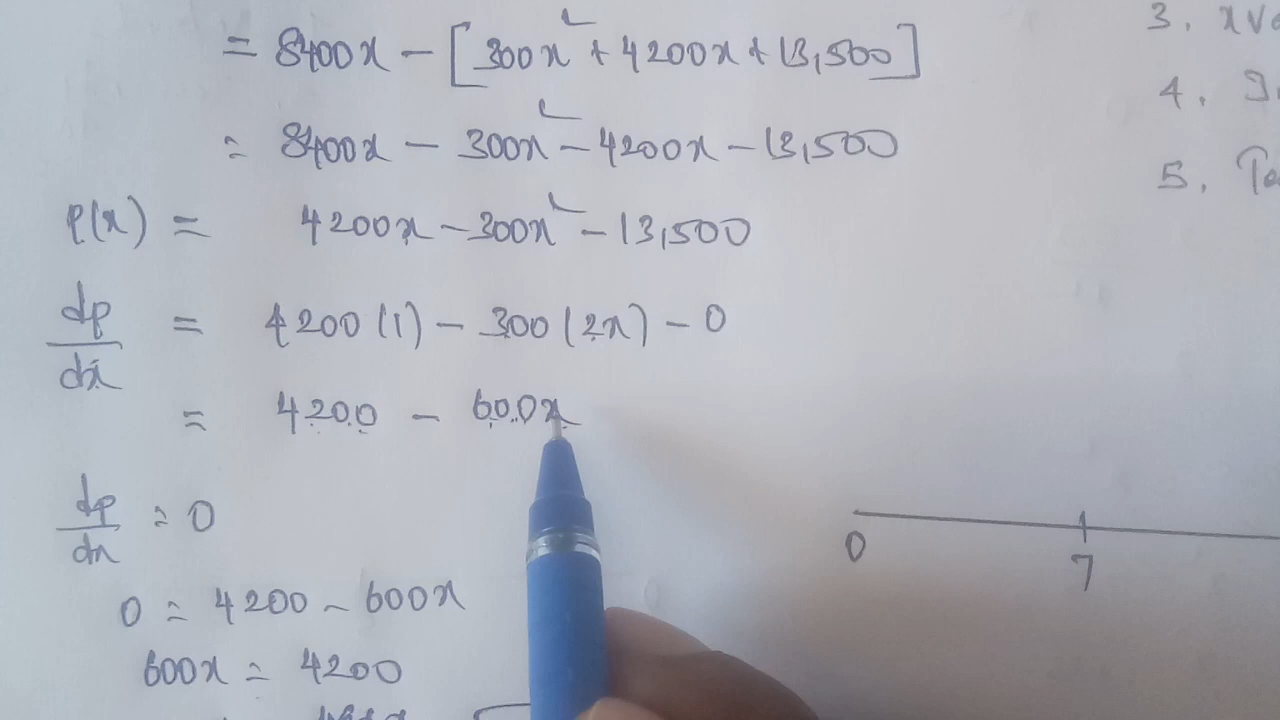 = 8400x - [300x² + 4200x + 13,500]
= 8400x - 300x² - 4200x - 13,500
P(x) = 4200x - 300x² - 13,500
dp/dx = 4200(1) - 300(2x) - 0
= 4200 - 600x
dp/dx = 0
0 = 4200 - 600x
600x = 4200
3.
4.
5.
0 7